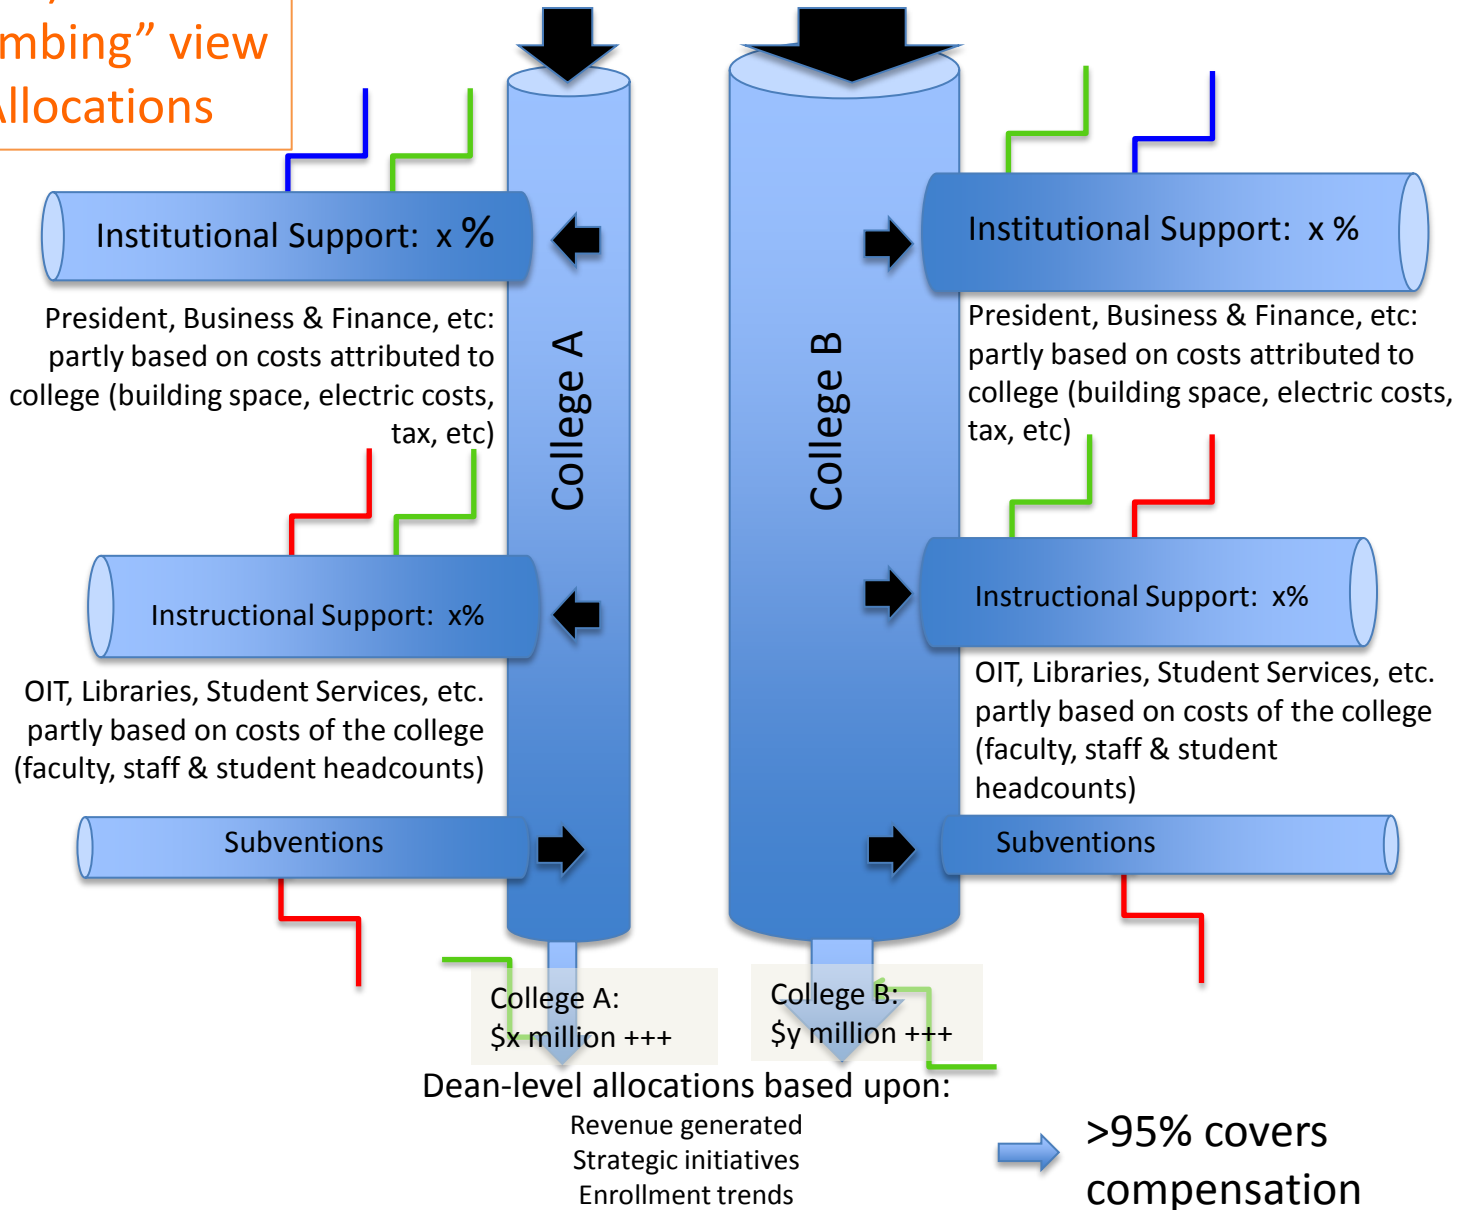 mbing” view
Allocations
Institutional Support: x %
President, Business & Finance, etc:
partly based on costs attributed to
college (building space, electric costs,
tax, etc)
Instructional Support: x%
OIT, Libraries, Student Services, etc.
partly based on costs of the college
(faculty, staff & student headcounts)
Subventions
College A
College B
Institutional Support: x %
President, Business & Finance, etc:
partly based on costs attributed to
college (building space, electric costs,
tax, etc)
Instructional Support: x%
OIT, Libraries, Student Services, etc.
partly based on costs of the college
(faculty, staff & student
headcounts)
Subventions
College A:
$x million +++
College B:
$y million +++
Dean-level allocations based upon:
Revenue generated
Strategic initiatives
Enrollment trends
>95% covers
compensation